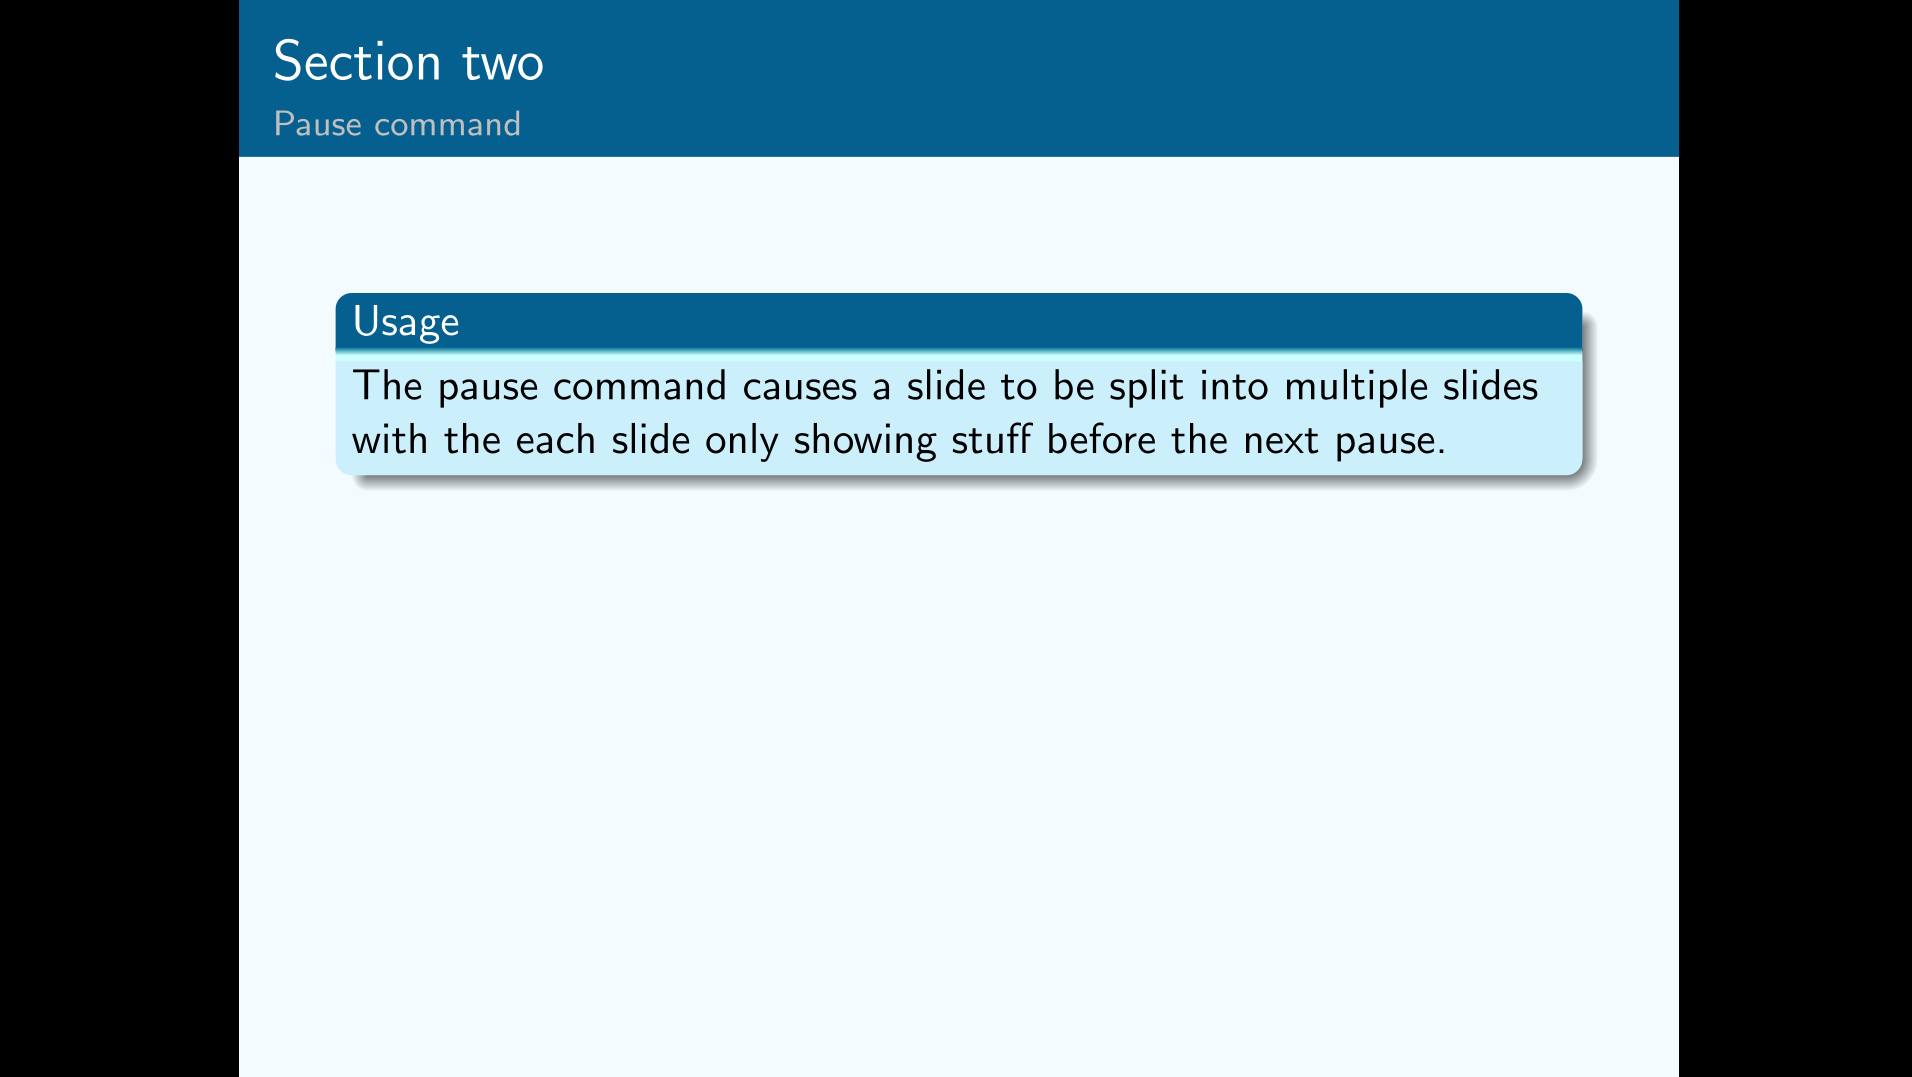 Section two
Pause command
Usage
The pause command causes a slide to be split into multiple slides
with the each slide only showing stuff before the next pause.